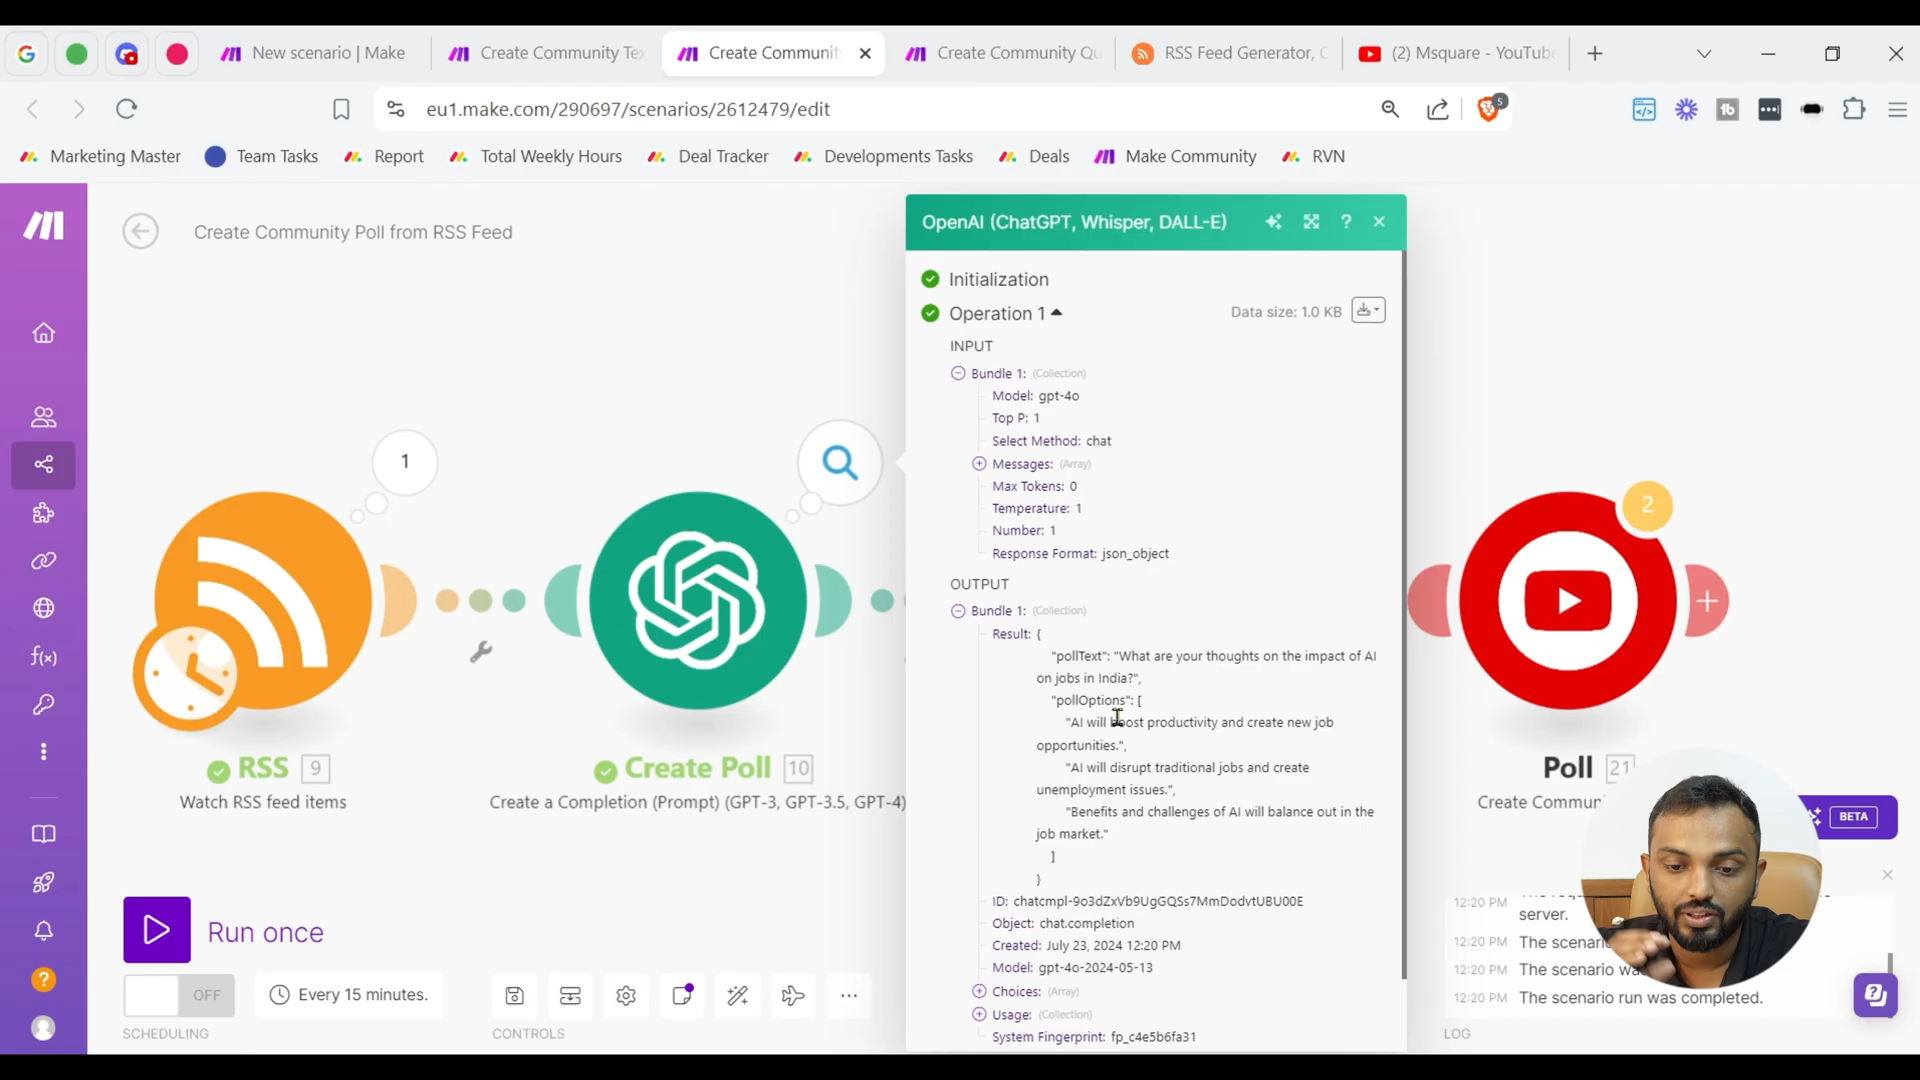 New scenario | Make
Create Community Tex
Create Communit
Create Community Qu
RSS Feed Generator, C
(2) Msquare - YouTube
eu1.make.com/290697/scenarios/2612479/edit
5
Marketing Master
Team Tasks
Report
Total Weekly Hours
Deal Tracker
Developments Tasks
Deals
Make Community
RVN
Create Community Poll from RSS Feed
OpenAI (ChatGPT, Whisper, DALL-E)
Initialization
Operation 1
Data size: 1.0 KB
INPUT
Bundle 1: (Collection)
Model: gpt-4o
Top P: 1
Select Method: chat
Messages: (Array)
Max Tokens: 0
Temperature: 1
Number: 1
Response Format: json_object
OUTPUT
Bundle 1: (Collection)
Result: {
"pollText": "What are your thoughts on the impact of AI
on jobs in India?",
"pollOptions": [
"AI will boost productivity and create new job
opportunities.",
"AI will disrupt traditional jobs and create
unemployment issues.",
"Benefits and challenges of AI will balance out in the
job market."
]
}
ID: chatcmpl-9o3dZxVb9UgGQSs7MmDodvtUBU00E
Object: chat.completion
Created: July 23, 2024 12:20 PM
Model: gpt-4o-2024-05-13
Choices: (Array)
Usage: (Collection)
System Fingerprint: fp_c4e5b6fa31
1
2
RSS 9
Watch RSS feed items
Create Poll 10
Create a Completion (Prompt) (GPT-3, GPT-3.5, GPT-4)
Poll 21
Create Commun
BETA
Run once
OFF
Every 15 minutes.
SCHEDULING
CONTROLS
12:20 PM
server.
12:20 PM The scenario
12:20 PM The scenario wa
12:20 PM The scenario run was completed.
LOG